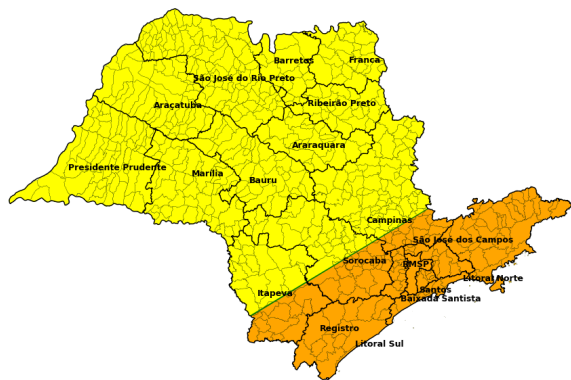 Barretos
Franca
São José do Rio Preto
Ribeirão Preto
Araçatuba
Araraquara
Presidente Prudente
Marília
Bauru
Campinas
São José dos Campos
Sorocaba
RMSP
Litoral Norte
Santos
Itapeva
Baixada Santista
Registro
Litoral Sul